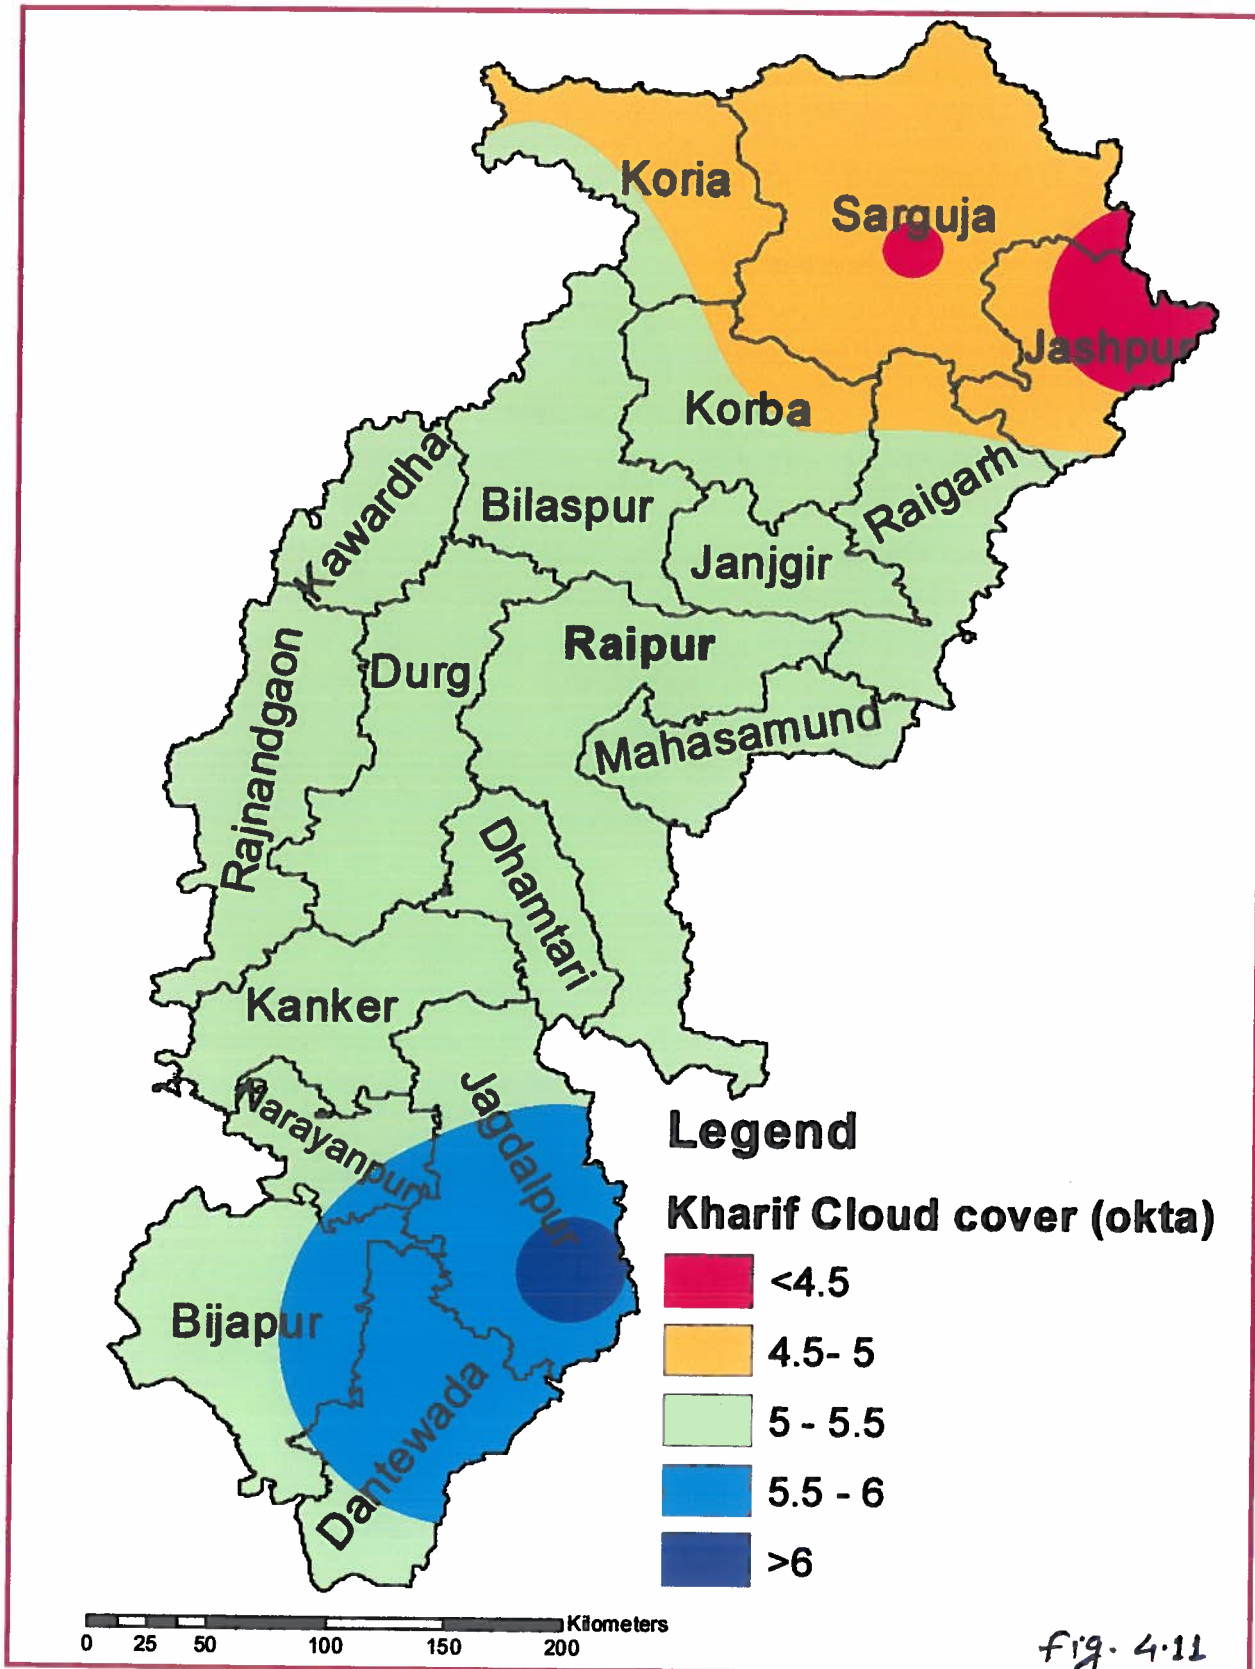 Koria
Sarguja
Jashpur
Korba
Raigarh
Kawardha
Bilaspur
Janjgir
Raipur
Durg
Rajnandgaon
Mahasamund
Dhamtari
Kanker
Narayanpur
Jagdalpur
Bijapur
Dantewada
Legend
Kharif Cloud cover (okta)
<4.5
4.5- 5
5 - 5.5
5.5 - 6
>6
Kilometers
0 25 50 100 150 200
fig. 4.11